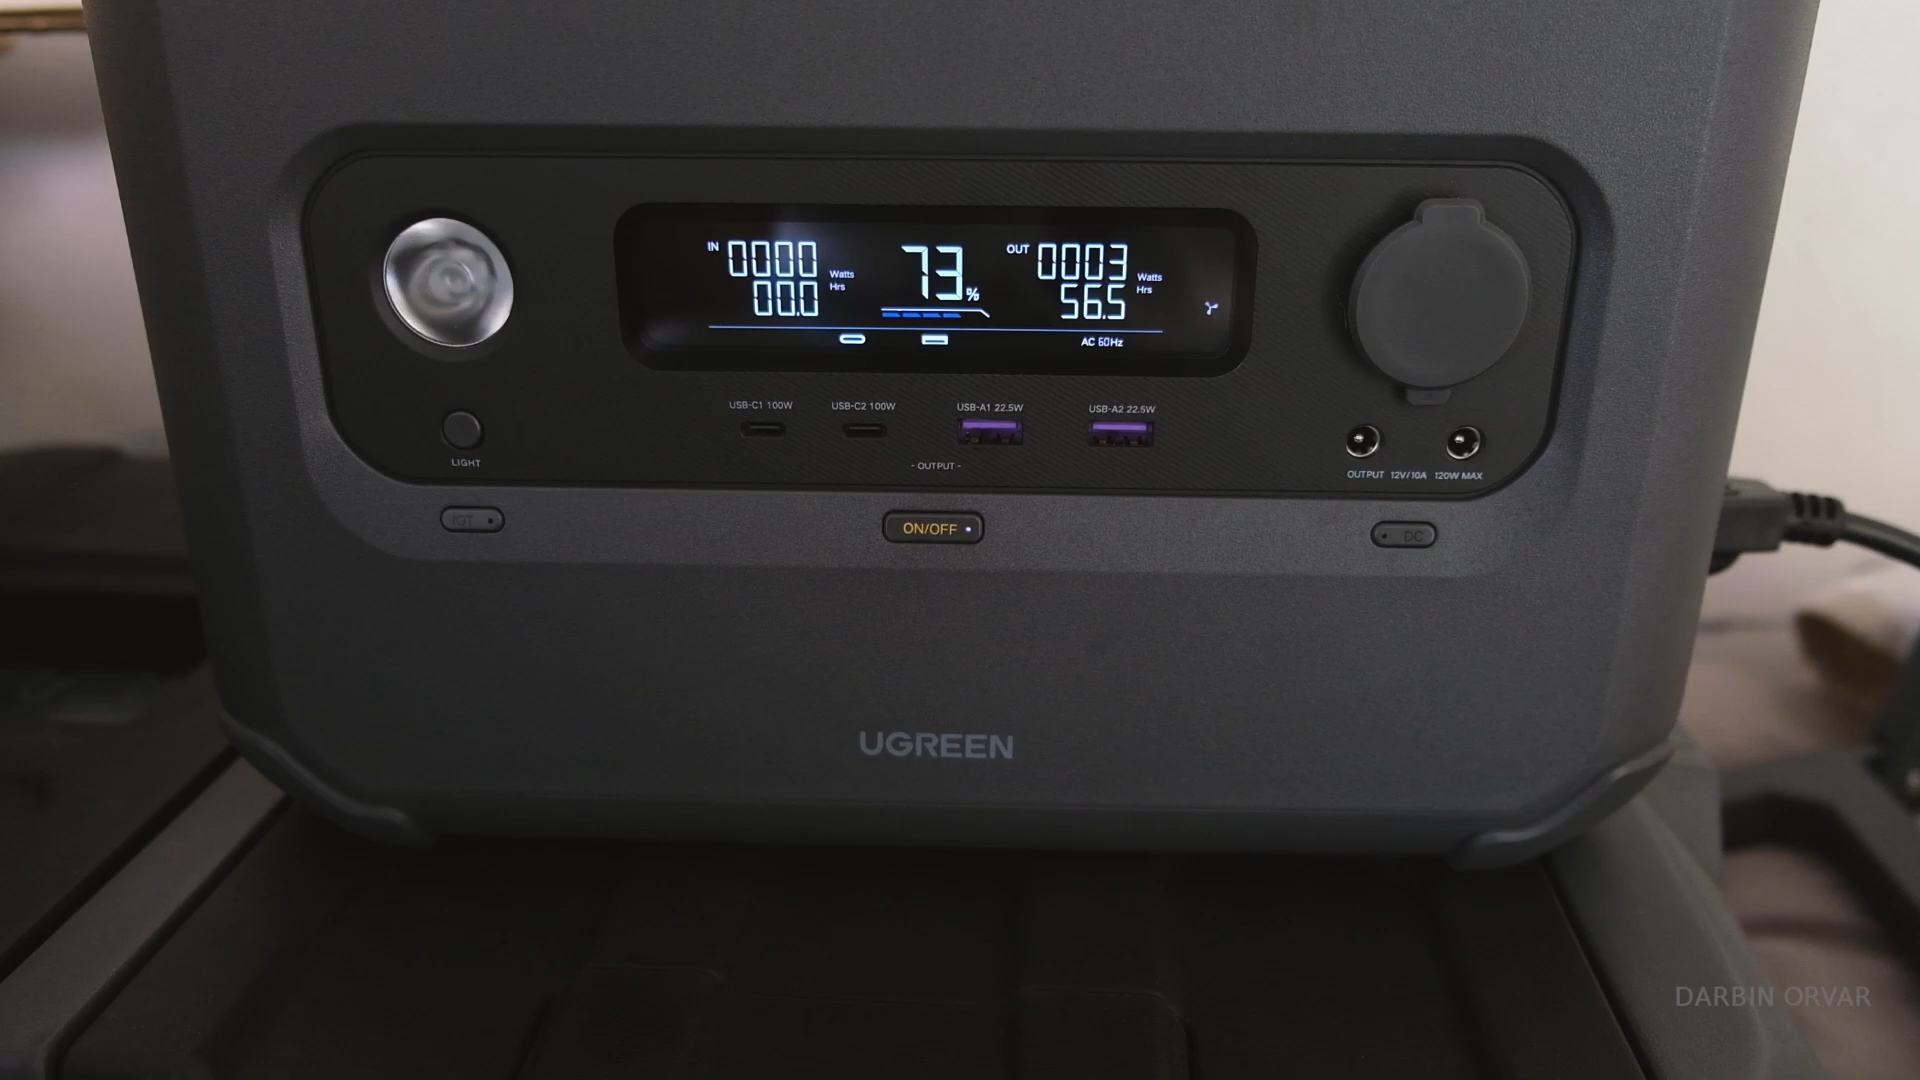 IN 0000 Watts
00.0 Hrs
73%
OUT 0003 Watts
56.5 Hrs
AC 60Hz
USB-C1 100W
USB-C2 100W
USB-A1 22.5W
USB-A2 22.5W
- OUTPUT -
LIGHT
OUTPUT 12V/10A 120W MAX
IOT
ON/OFF
DC
UGREEN
DARBIN ORVAR